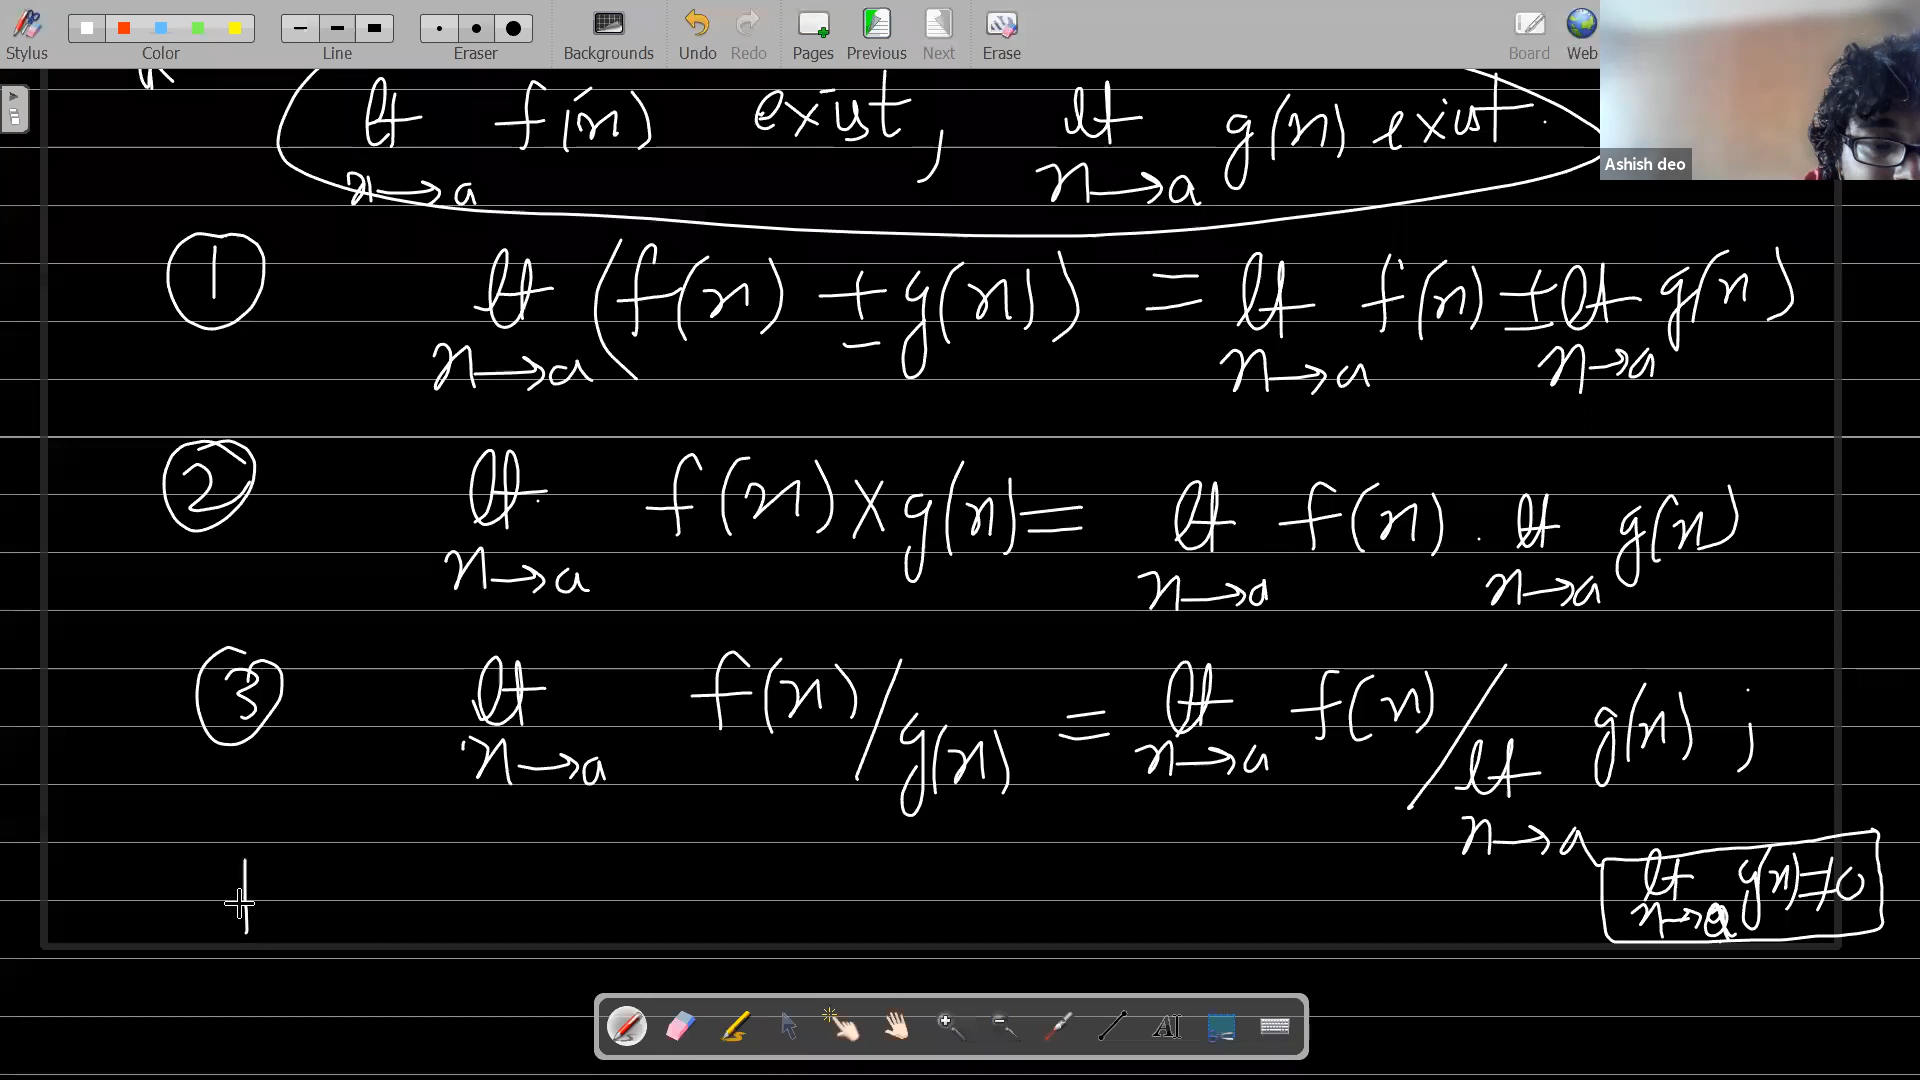 Stylus Color Line Eraser Backgrounds Undo Redo Pages Previous Next Erase Board Web
Ashish deo
lt f(x) exist, lt g(x) exist.
x→a x→a
① lt (f(x) ± g(x)) = lt f(x) ± lt g(x)
x→a x→a x→a
② lt f(x) × g(x) = lt f(x) . lt g(x)
x→a x→a x→a
③ lt f(x) / g(x) = lt f(x) / lt g(x) ;
x→a x→a x→a
lt g(x) ≠ 0
x→a
AI